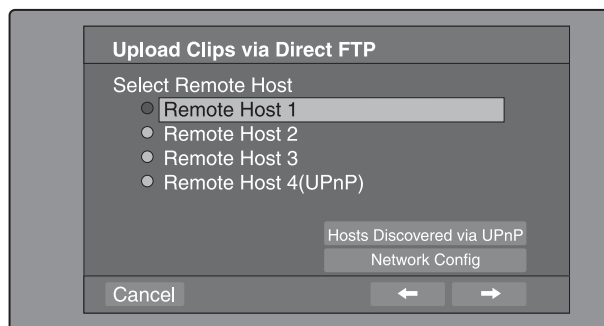 Upload Clips via Direct FTP
Select Remote Host
Remote Host 1
Remote Host 2
Remote Host 3
Remote Host 4(UPnP)
Hosts Discovered via UPnP
Network Config
Cancel